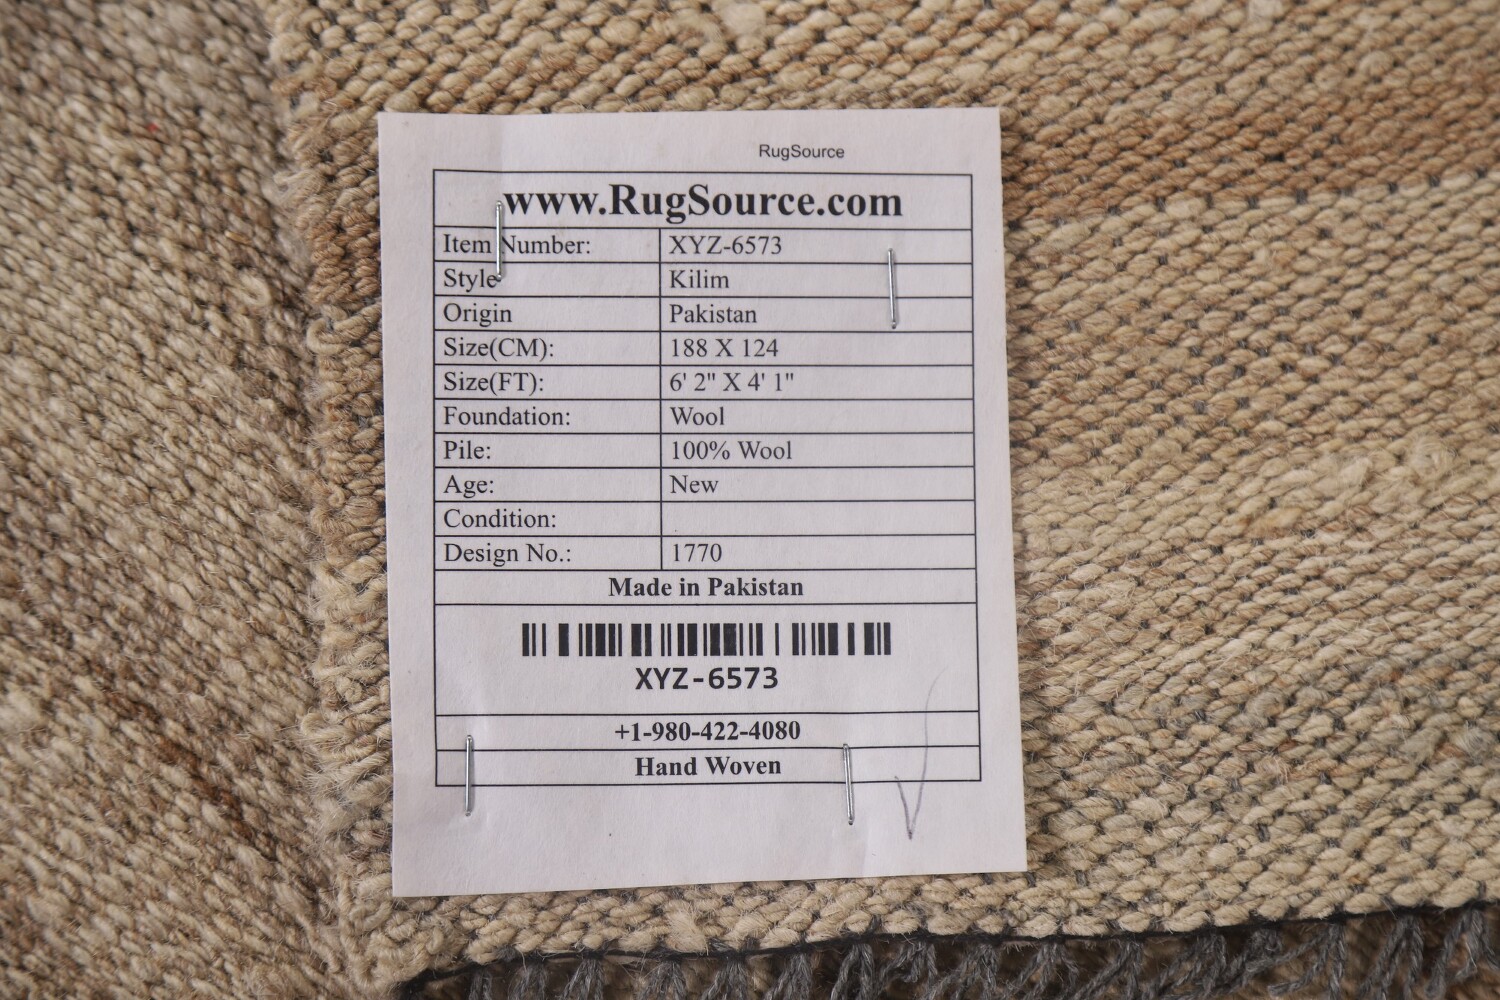 RugSource
www.RugSource.com
Item Number: XYZ-6573
Style Kilim
Origin Pakistan
Size(CM): 188 X 124
Size(FT): 6' 2" X 4' 1"
Foundation: Wool
Pile: 100% Wool
Age: New
Condition:
Design No.: 1770
Made in Pakistan
XYZ-6573
+1-980-422-4080
Hand Woven